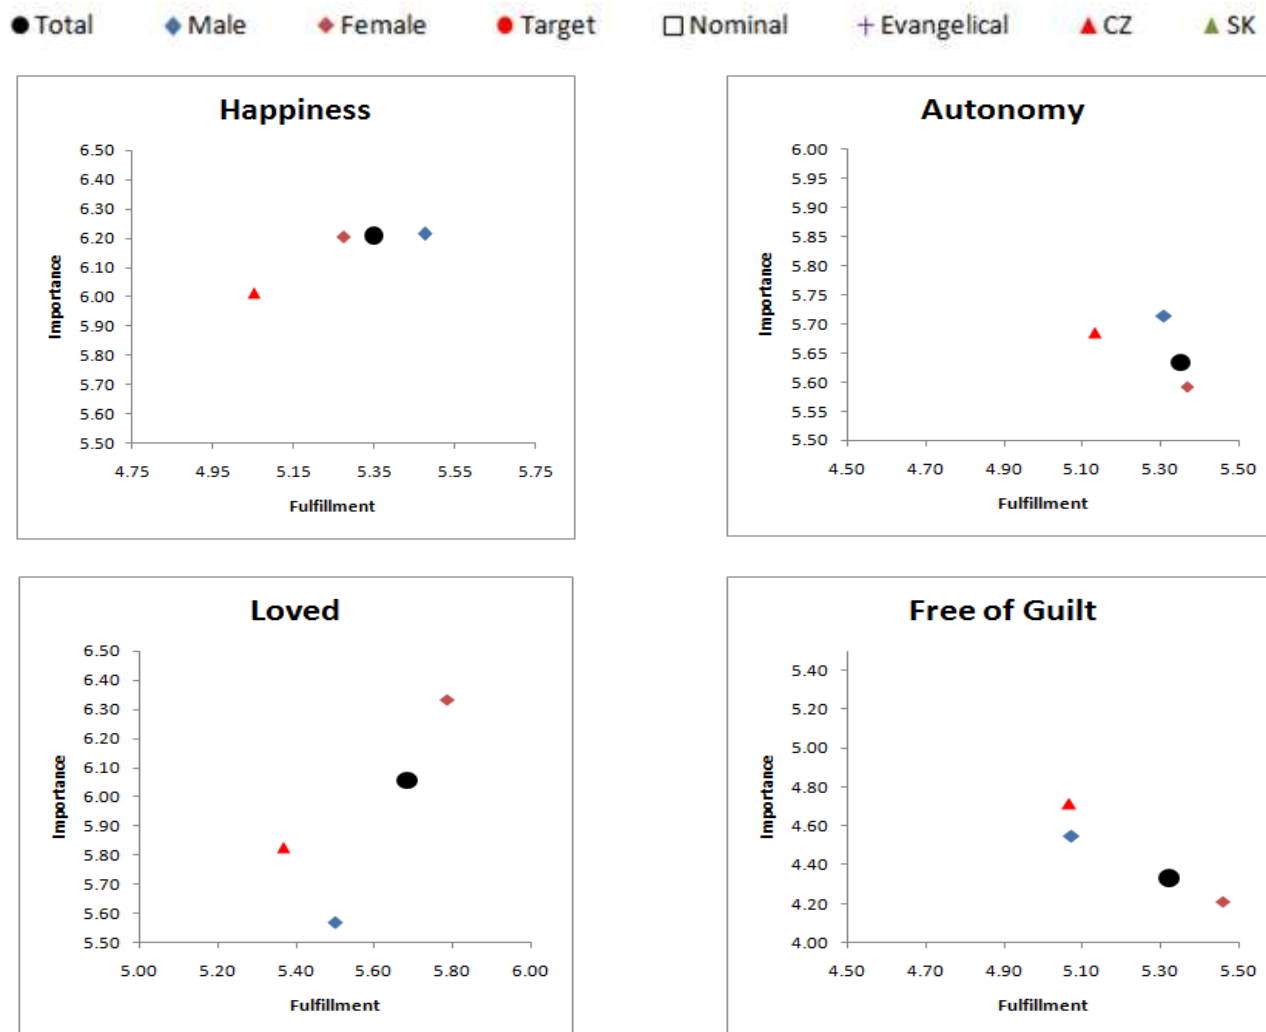 Total Male Female Target Nominal Evangelical CZ SK
Happiness
6.50
6.40
6.30
6.20
6.10
6.00
5.90
5.80
5.70
5.60
5.50
Importance
4.75 4.95 5.15 5.35 5.55 5.75
Fulfillment
Autonomy
6.00
5.95
5.90
5.85
5.80
5.75
5.70
5.65
5.60
5.55
5.50
Importance
4.50 4.70 4.90 5.10 5.30 5.50
Fulfillment
Loved
6.50
6.40
6.30
6.20
6.10
6.00
5.90
5.80
5.70
5.60
5.50
Importance
5.00 5.20 5.40 5.60 5.80 6.00
Fulfillment
Free of Guilt
5.40
5.20
5.00
4.80
4.60
4.40
4.20
4.00
Importance
4.50 4.70 4.90 5.10 5.30 5.50
Fulfillment